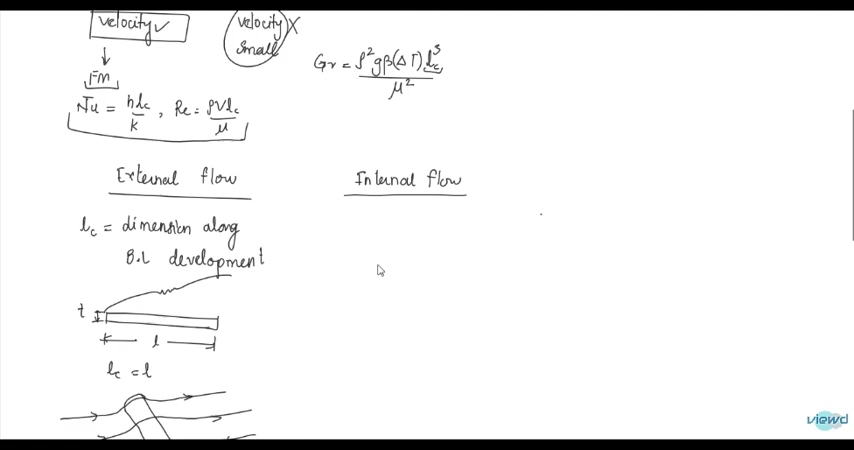 velocity✓
velocity X
small
FM
Nu = hlc/k , Re = ρVlc/μ
Gr = ρ²gβ(ΔT)lc³/μ²
External flow
Internal flow
lc = dimension along
B.L development
t
l
lc = l
viewd